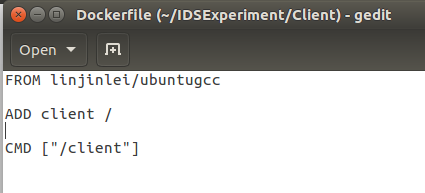 Dockerfile (~/IDSExperiment/Client) - gedit
Open
FROM linjinlei/ubuntugcc
ADD client /
CMD ["/client"]